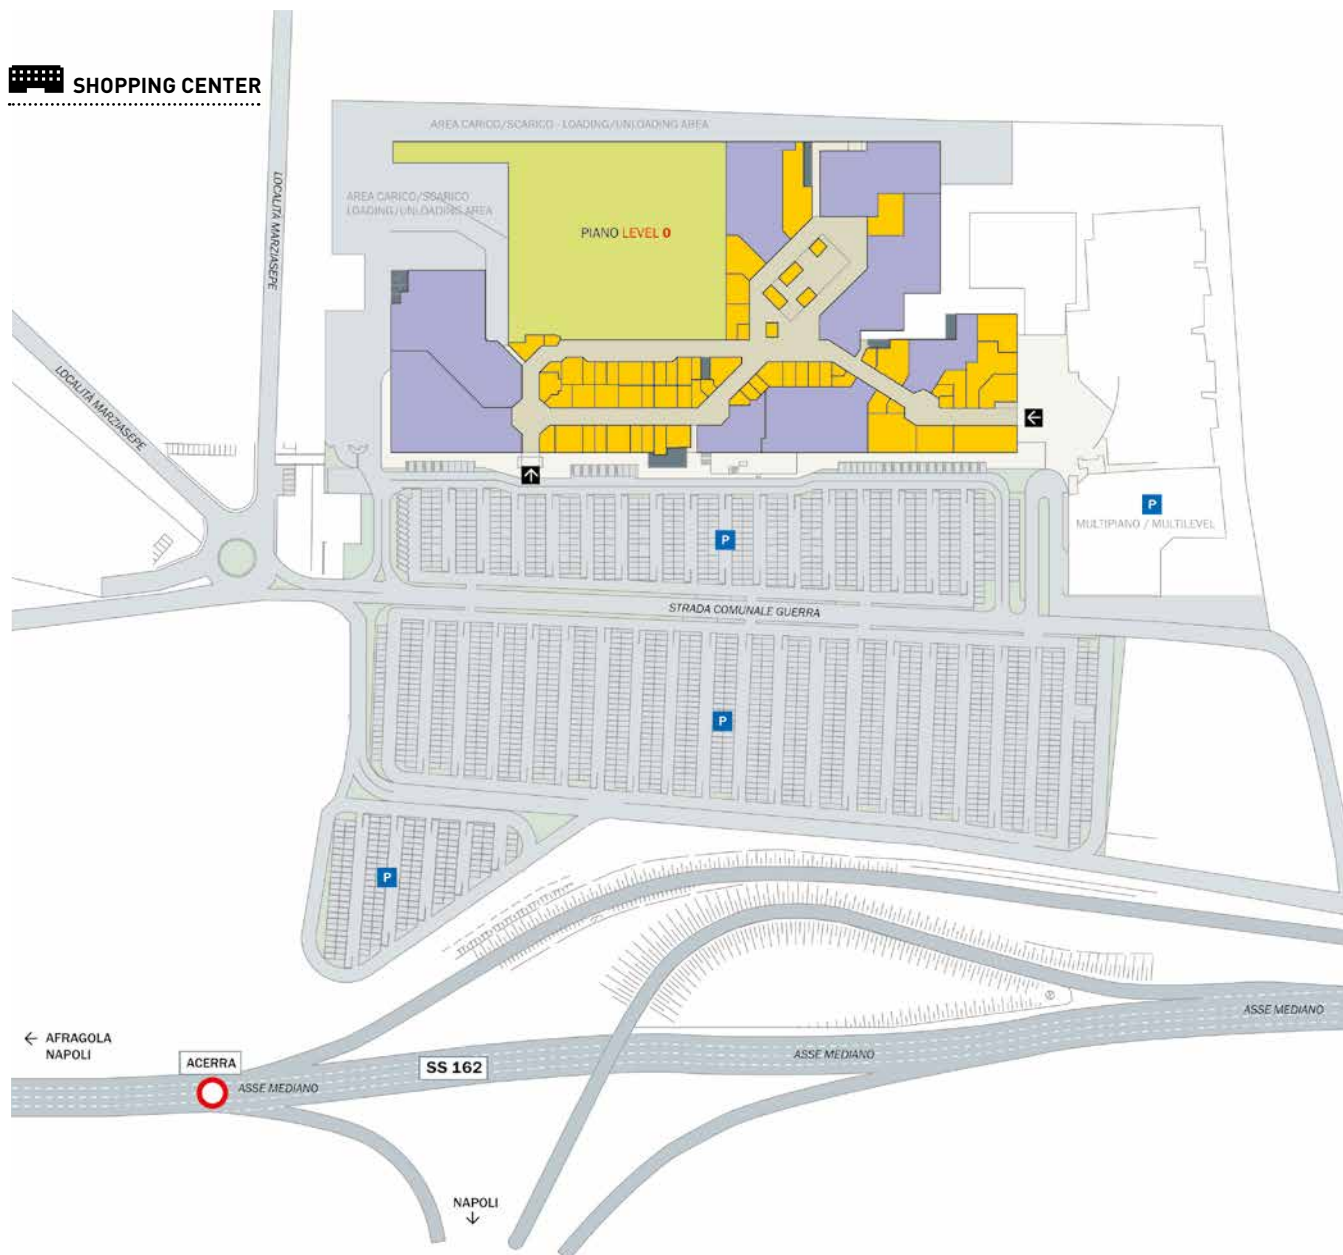 SHOPPING CENTER
AREA CARICO/SCARICO - LOADING/UNLOADING AREA
LOCALITÀ MARZIASEPE
AREA CARICO/SCARICO
LOADING/UNLOADING AREA
PIANO LEVEL 0
LOCALITÀ MARZIASEPE
P
MULTIPIANO / MULTILEVEL
P
STRADA COMUNALE GUERRA
P
P
← AFRAGOLA
NAPOLI
ACERRA
SS 162
ASSE MEDIANO
ASSE MEDIANO
ASSE MEDIANO
NAPOLI
↓